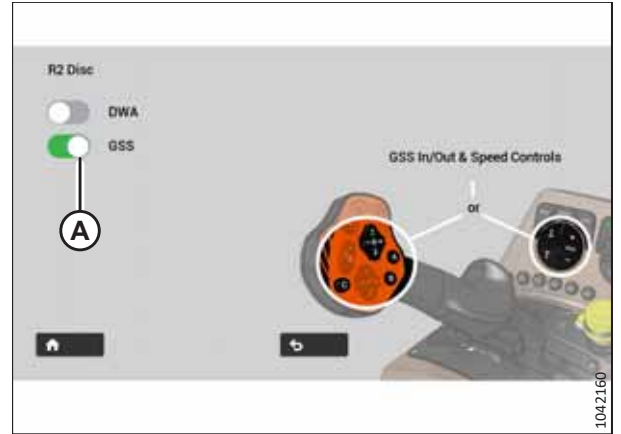 R2 Disc
DWA
GSS
A
GSS In/Out & Speed Controls
or
A
B
C
1042160